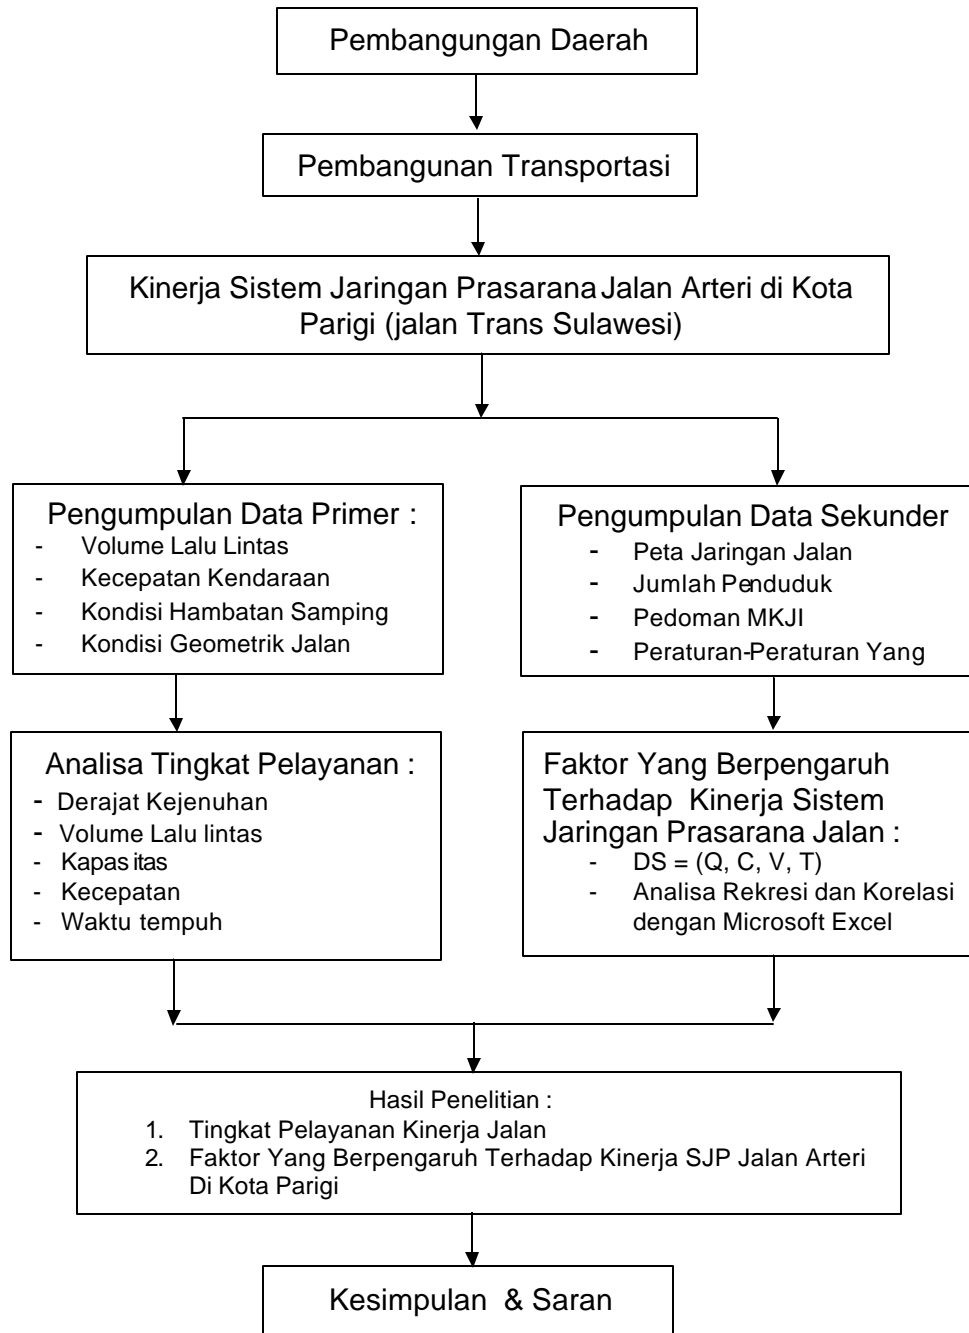 Pembangungan Daerah
Pembangunan Transportasi
Kinerja Sistem Jaringan Prasarana Jalan Arteri di Kota
Parigi (jalan Trans Sulawesi)
Pengumpulan Data Primer :
- Volume Lalu Lintas
- Kecepatan Kendaraan
- Kondisi Hambatan Samping
- Kondisi Geometrik Jalan
Pengumpulan Data Sekunder
- Peta Jaringan Jalan
- Jumlah Penduduk
- Pedoman MKJI
- Peraturan-Peraturan Yang
Analisa Tingkat Pelayanan :
- Derajat Kejenuhan
- Volume Lalu lintas
- Kapasitas
- Kecepatan
- Waktu tempuh
Faktor Yang Berpengaruh
Terhadap Kinerja Sistem
Jaringan Prasarana Jalan :
- DS = (Q, C, V, T)
- Analisa Rekresi dan Korelasi
dengan Microsoft Excel
Hasil Penelitian :
1. Tingkat Pelayanan Kinerja Jalan
2. Faktor Yang Berpengaruh Terhadap Kinerja SJP Jalan Arteri
Di Kota Parigi
Kesimpulan & Saran